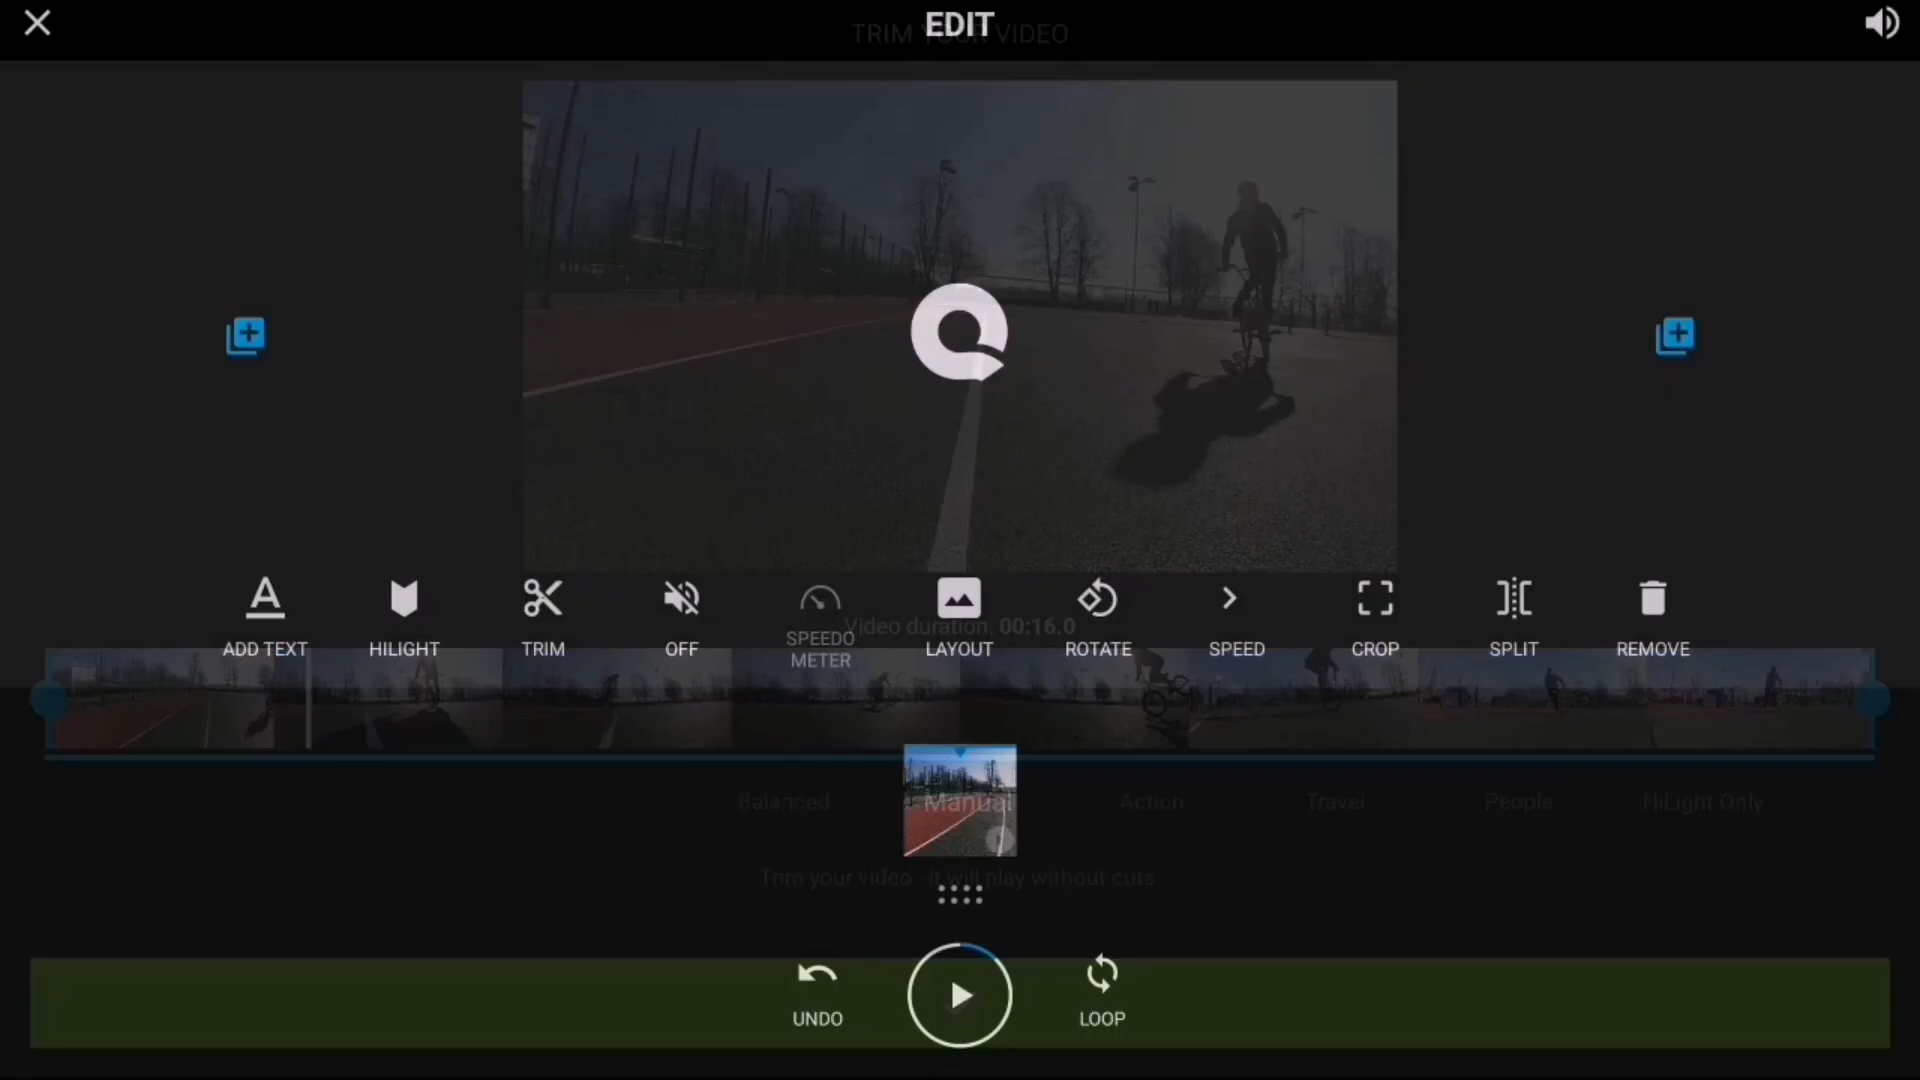 EDIT
TRIM YOUR VIDEO
Video duration: 00:16.0
ADD TEXT
HILIGHT
TRIM
OFF
SPEEDO
METER
LAYOUT
ROTATE
SPEED
CROP
SPLIT
REMOVE
Balanced
Manual
Action
Travel
People
HiLight Only
Trim your video - it will play without cuts
UNDO
LOOP